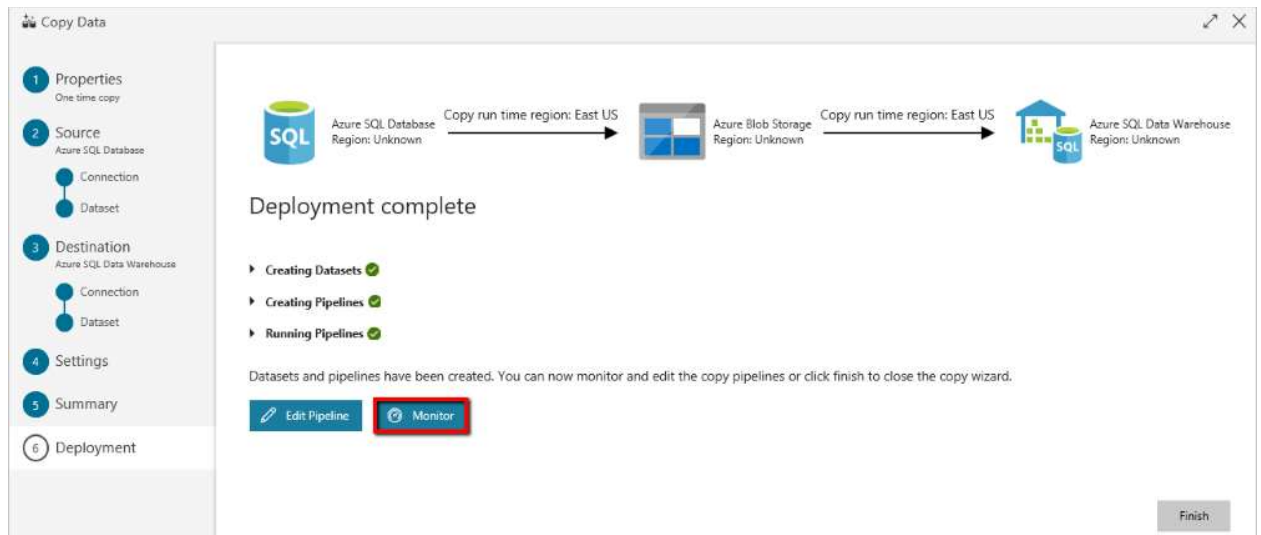 Copy Data
1 Properties
One time copy
2 Source
Azure SQL Database
Connection
Dataset
3 Destination
Azure SQL Data Warehouse
Connection
Dataset
4 Settings
5 Summary
6 Deployment
SQL
Azure SQL Database
Region: Unknown
Copy run time region: East US
Azure Blob Storage
Region: Unknown
Copy run time region: East US
SQL
Azure SQL Data Warehouse
Region: Unknown
Deployment complete
Creating Datasets
Creating Pipelines
Running Pipelines
Datasets and pipelines have been created. You can now monitor and edit the copy pipelines or click finish to close the copy wizard.
Edit Pipeline
Monitor
Finish